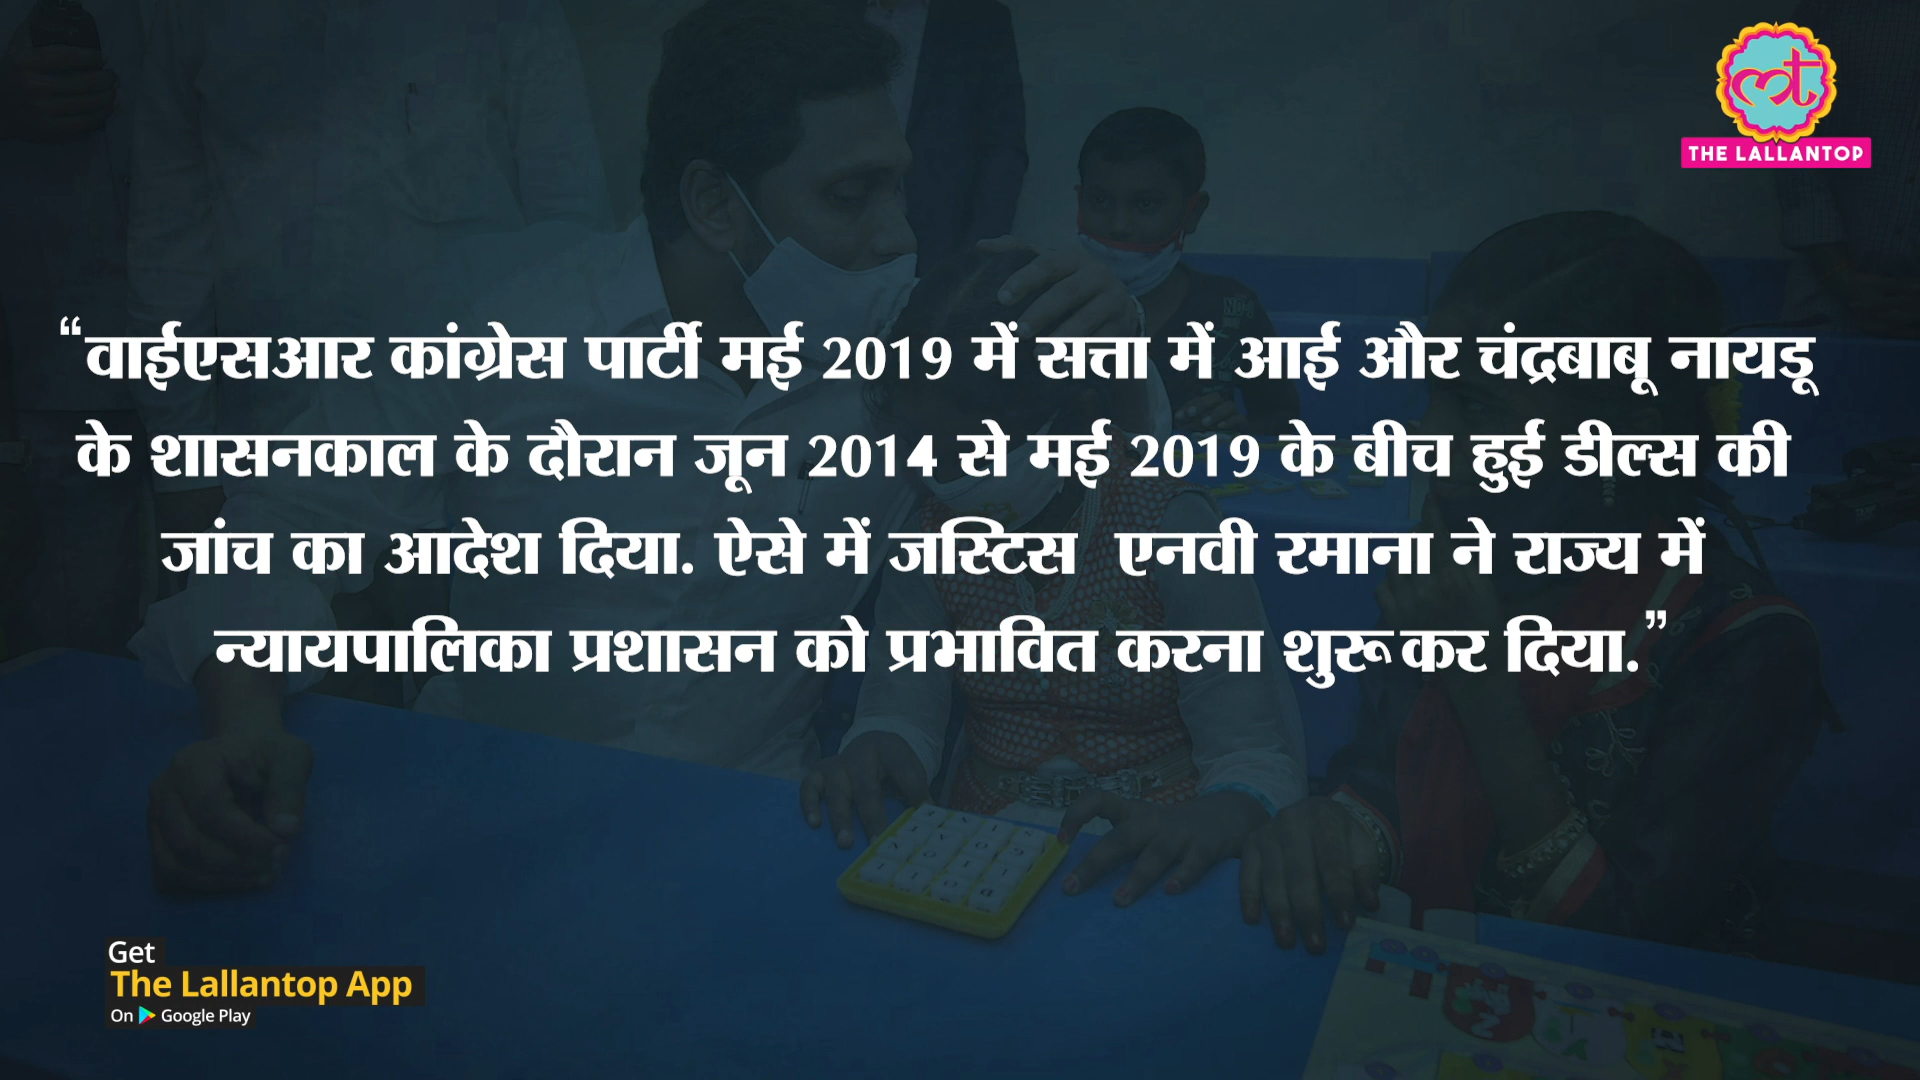 THE LALLANTOP
“वाईएसआर कांग्रेस पार्टी मई 2019 में सत्ता में आई और चंद्रबाबू नायडू
के शासनकाल के दौरान जून 2014 से मई 2019 के बीच हुई डील्स की
जांच का आदेश दिया. ऐसे में जस्टिस एनवी रमाना ने राज्य में
न्यायपालिका प्रशासन को प्रभावित करना शुरू कर दिया.”
Get
The Lallantop App
On Google Play